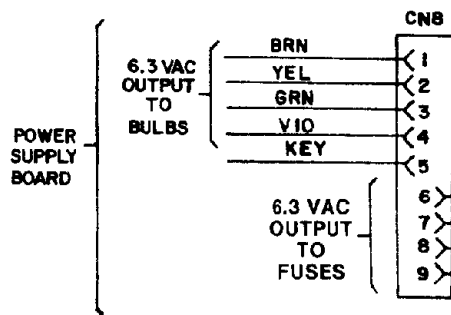 CN8
POWER
SUPPLY
BOARD
6.3 VAC
OUTPUT
TO
BULBS
BRN 1
YEL 2
GRN 3
VIO 4
KEY 5
6.3 VAC
OUTPUT
TO
FUSES
6
7
8
9